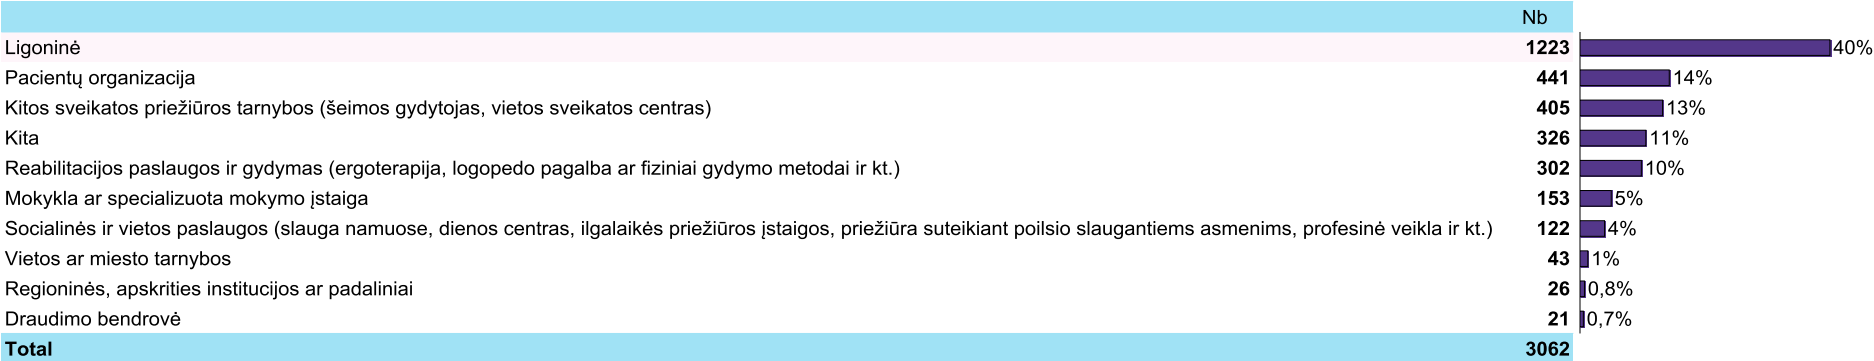 Nb
Ligoninė 1223 40%
Pacientų organizacija 441 14%
Kitos sveikatos priežiūros tarnybos (šeimos gydytojas, vietos sveikatos centras) 405 13%
Kita 326 11%
Reabilitacijos paslaugos ir gydymas (ergoterapija, logopedo pagalba ar fiziniai gydymo metodai ir kt.) 302 10%
Mokykla ar specializuota mokymo įstaiga 153 5%
Socialinės ir vietos paslaugos (slauga namuose, dienos centras, ilgalaikės priežiūros įstaigos, priežiūra suteikiant poilsio slaugantiems asmenims, profesinė veikla ir kt.) 122 4%
Vietos ar miesto tarnybos 43 1%
Regioninės, apskrities institucijos ar padaliniai 26 0,8%
Draudimo bendrovė 21 0,7%
Total 3062